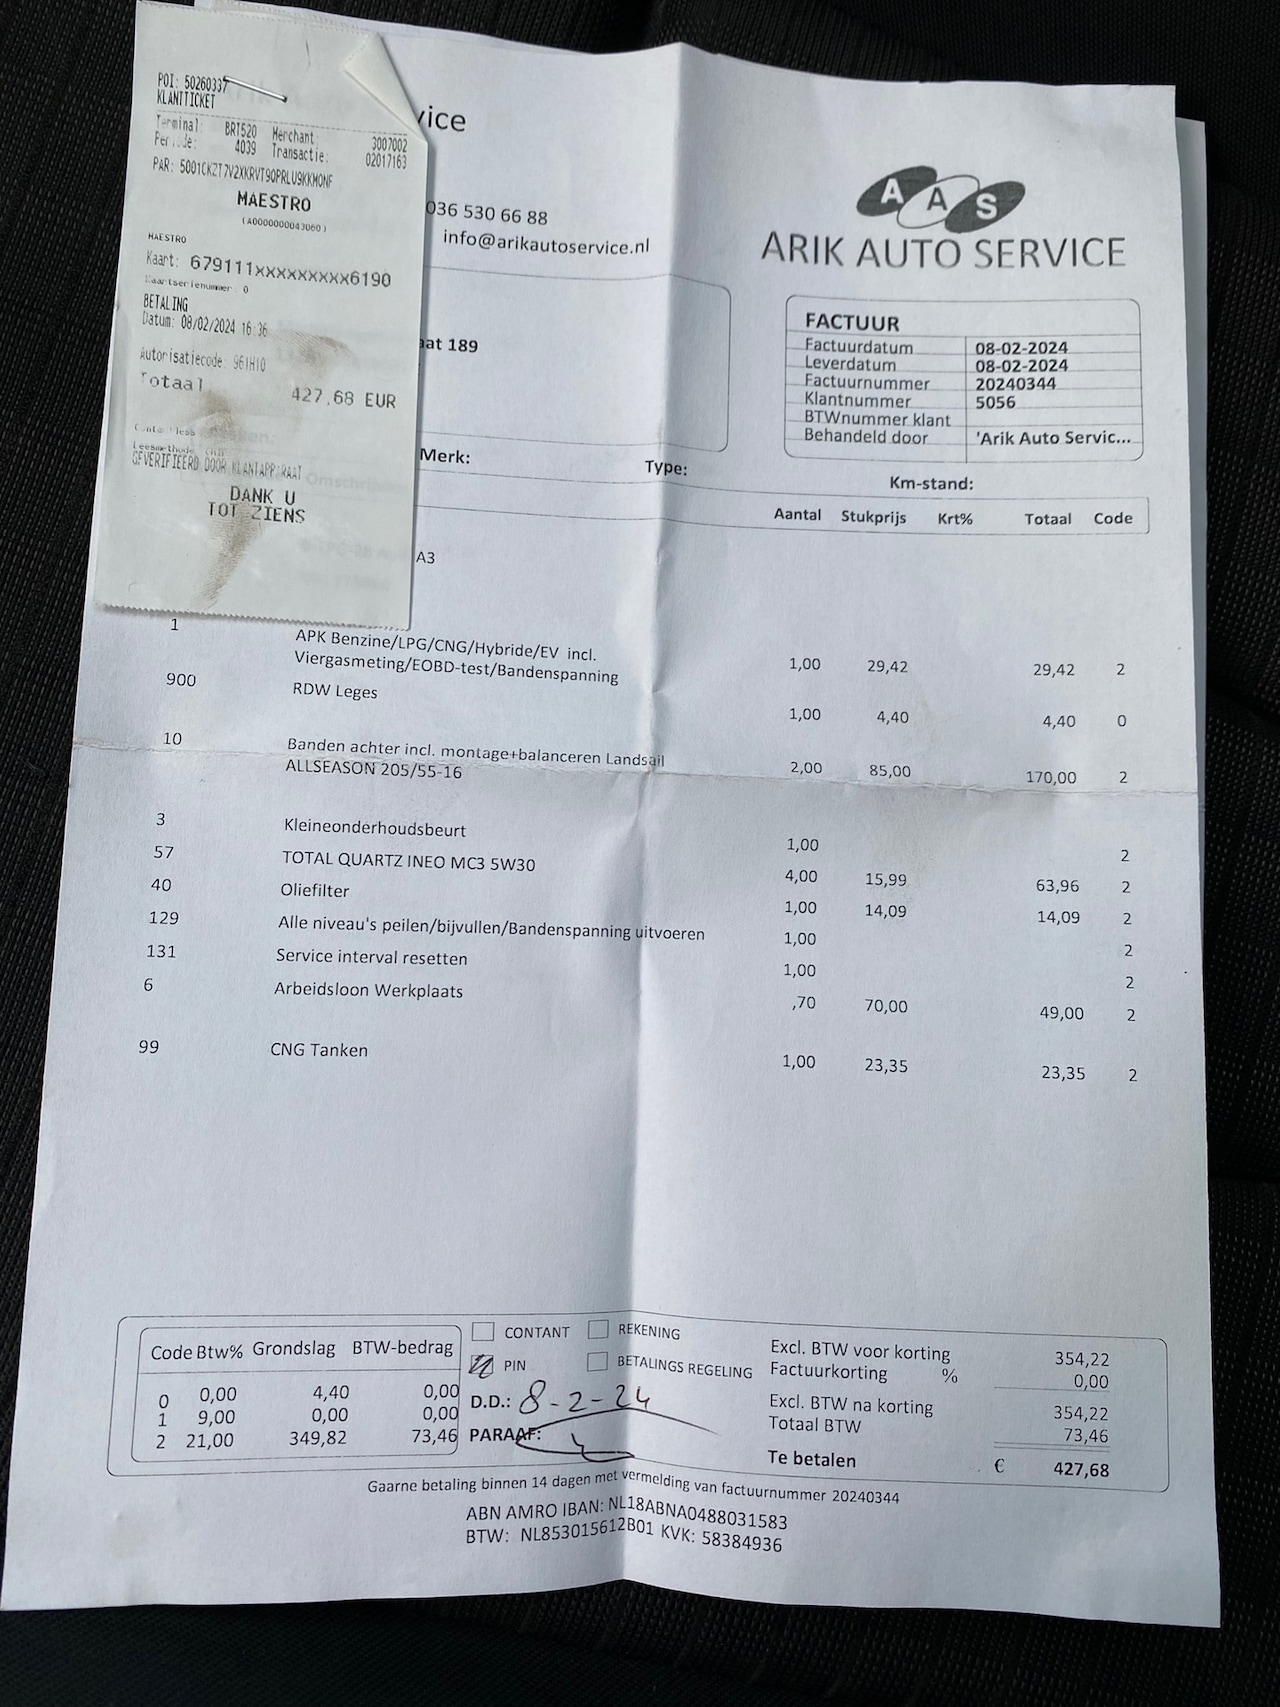 POI: 50260337
KLANTTICKET
Terminal: BRT520 Merchant: 3007002
Periode: 4039 Transactie: 02017163
PAR: 5001CKZT7V2XKRVT90PRLU9KKMONF
MAESTRO
(A0000000043060)
MAESTRO
Kaart: 679111xxxxxxxxx6190
Kaartserienummer: 0
BETALING
Datum: 08/02/2024 16:36
Autorisatiecode: 961H10
Totaal 427,68 EUR
Contactless
Leesmethode CHIP
GEVERIFIEERD DOOR KLANTAPPARAAT
DANK U
TOT ZIENS
vice
036 530 66 88
info@arikautoservice.nl
aat 189
A A S
ARIK AUTO SERVICE
FACTUUR
Factuurdatum 08-02-2024
Leverdatum 08-02-2024
Factuurnummer 20240344
Klantnummer 5056
BTWnummer klant
Behandeld door 'Arik Auto Servic...
Merk: Type: Km-stand:
Aantal Stukprijs Krt% Totaal Code
A3
1 APK Benzine/LPG/CNG/Hybride/EV incl.
Viergasmeting/EOBD-test/Bandenspanning 1,00 29,42 29,42 2
900 RDW Leges 1,00 4,40 4,40 0
10 Banden achter incl. montage+balanceren Landsail
ALLSEASON 205/55-16 2,00 85,00 170,00 2
3 Kleineonderhoudsbeurt 1,00 2
57 TOTAL QUARTZ INEO MC3 5W30 4,00 15,99 63,96 2
40 Oliefilter 1,00 14,09 14,09 2
129 Alle niveau's peilen/bijvullen/Bandenspanning uitvoeren 1,00 2
131 Service interval resetten 1,00 2
6 Arbeidsloon Werkplaats ,70 70,00 49,00 2
99 CNG Tanken 1,00 23,35 23,35 2
Code Btw% Grondslag BTW-bedrag
0 0,00 4,40 0,00
1 9,00 0,00 0,00
2 21,00 349,82 73,46
CONTANT REKENING
PIN BETALINGS REGELING
D.D.: 8-2-24
PARAAF:
Excl. BTW voor korting 354,22
Factuurkorting % 0,00
Excl. BTW na korting 354,22
Totaal BTW 73,46
Te betalen € 427,68
Gaarne betaling binnen 14 dagen met vermelding van factuurnummer 20240344
ABN AMRO IBAN: NL18ABNA0488031583
BTW: NL853015612B01 KVK: 58384936